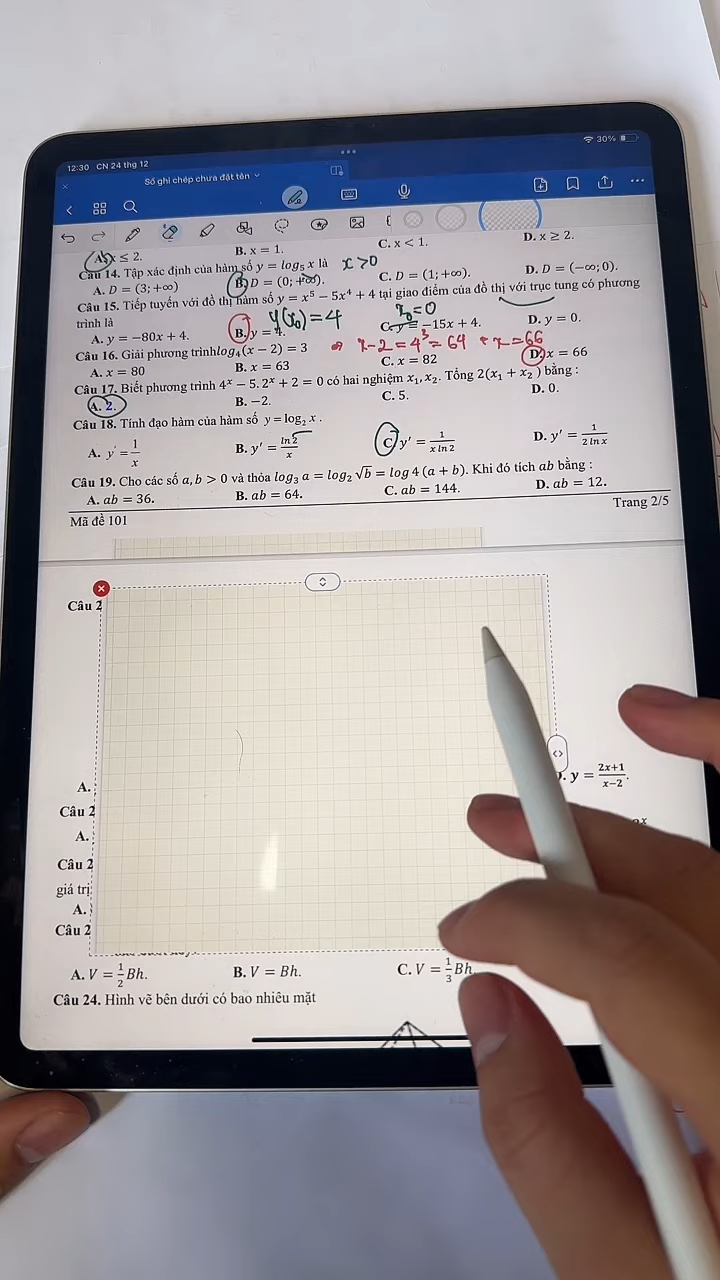 12:30 CN 24 thg 12
30%
Số ghi chép chưa đặt tên
A. x ≤ 2. B. x = 1. C. x < 1. D. x ≥ 2.
Câu 14. Tập xác định của hàm số y = log₅ x là x>0
A. D = (3; +∞) B. D = (0; +∞). C. D = (1; +∞). D. D = (−∞; 0).
Câu 15. Tiếp tuyến với đồ thị hàm số y = x⁵ − 5x⁴ + 4 tại giao điểm của đồ thị với trục tung có phương
trình là y(x₀) = 4 x₀ = 0
A. y = −80x + 4. B. y = 4. C. y = −15x + 4. D. y = 0.
Câu 16. Giải phương trìnhlog₄(x − 2) = 3 x−2 = 4³ = 64 x = 66
A. x = 80 B. x = 63 C. x = 82 D. x = 66
Câu 17. Biết phương trình 4ˣ − 5.2ˣ + 2 = 0 có hai nghiệm x₁, x₂. Tổng 2(x₁ + x₂ ) bằng :
A. 2. B. −2. C. 5. D. 0.
Câu 18. Tính đạo hàm của hàm số y = log₂ x .
A. y' = 1/x B. y' = ln 2/x C. y' = 1/(x ln 2) D. y' = 1/(2 ln x)
Câu 19. Cho các số a, b > 0 và thỏa log₃ a = log₂ √b = log 4 (a + b). Khi đó tích ab bằng :
A. ab = 36. B. ab = 64. C. ab = 144. D. ab = 12.
Mã đề 101 Trang 2/5
Câu 2
A. y = (2x+1)/(x−2).
Câu 2
A.
Câu 2
giá trị
A.
Câu 2
A. V = 1/2 Bh. B. V = Bh. C. V = 1/3 Bh.
Câu 24. Hình vẽ bên dưới có bao nhiêu mặt